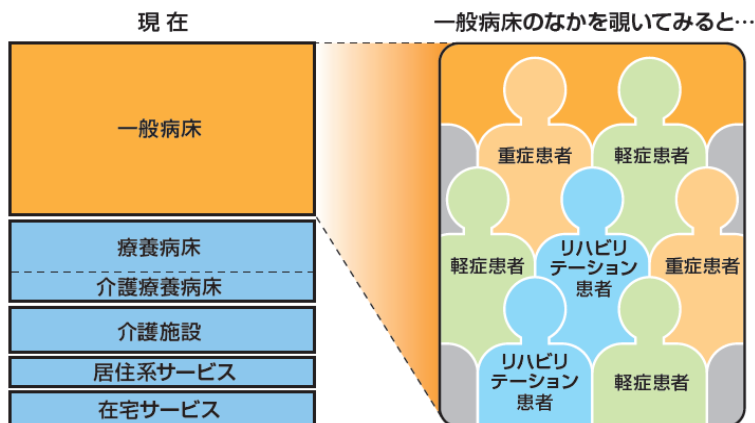 現在
一般病床のなかを覗いてみると…
一般病床
療養病床
介護療養病床
介護施設
居住系サービス
在宅サービス
重症患者
軽症患者
軽症患者
リハビリ
テーション
患者
重症患者
リハビリ
テーション
患者
軽症患者